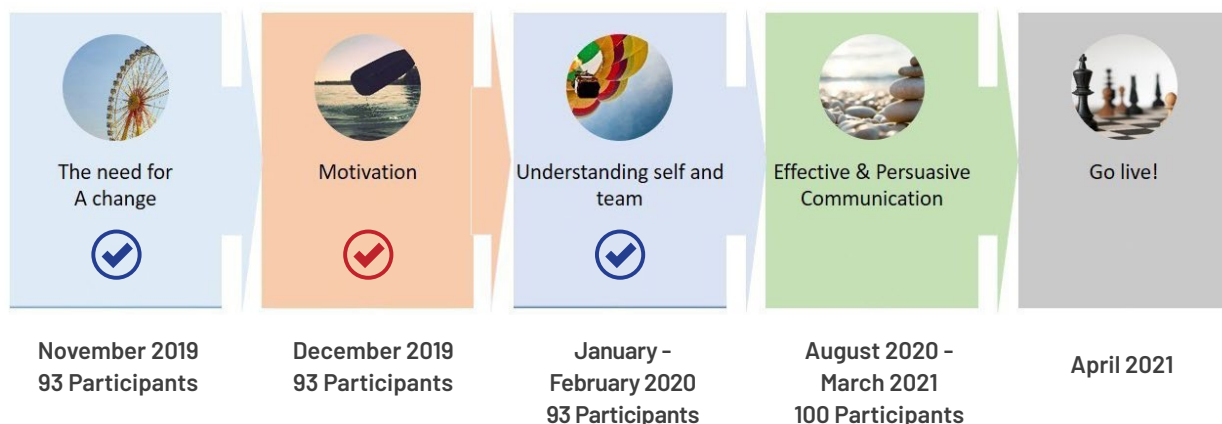 The need for
A change
Motivation
Understanding self and
team
Effective & Persuasive
Communication
Go live!
November 2019
93 Participants
December 2019
93 Participants
January -
February 2020
93 Participants
August 2020 -
March 2021
100 Participants
April 2021